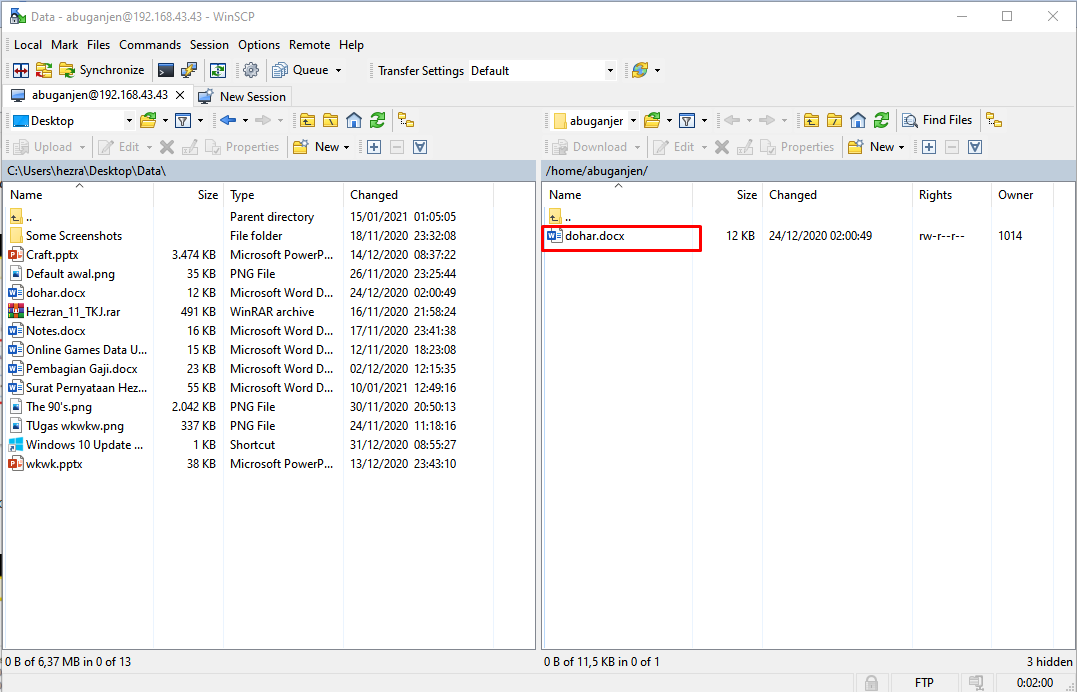 Data - abuganjen@192.168.43.43 - WinSCP
Local Mark Files Commands Session Options Remote Help
Synchronize Queue Transfer Settings Default
abuganjen@192.168.43.43 New Session
Desktop abuganjer Find Files
Upload Edit Properties New Download Edit Properties New
C:\Users\hezra\Desktop\Data\ /home/abuganjen/
Name Size Type Changed Name Size Changed Rights Owner
.. Parent directory 15/01/2021 01:05:05 ..
Some Screenshots File folder 18/11/2020 23:32:08 dohar.docx 12 KB 24/12/2020 02:00:49 rw-r--r-- 1014
Craft.pptx 3.474 KB Microsoft PowerP... 14/12/2020 08:37:22
Default awal.png 35 KB PNG File 26/11/2020 23:25:44
dohar.docx 12 KB Microsoft Word D... 24/12/2020 02:00:49
Hezran_11_TKJ.rar 491 KB WinRAR archive 16/11/2020 21:58:24
Notes.docx 16 KB Microsoft Word D... 17/11/2020 23:41:38
Online Games Data U... 15 KB Microsoft Word D... 12/11/2020 18:23:08
Pembagian Gaji.docx 23 KB Microsoft Word D... 02/12/2020 12:15:35
Surat Pernyataan Hez... 55 KB Microsoft Word D... 10/01/2021 12:49:16
The 90's.png 2.042 KB PNG File 30/11/2020 20:50:13
TUgas wkwkw.png 337 KB PNG File 24/11/2020 11:18:16
Windows 10 Update ... 1 KB Shortcut 31/12/2020 08:55:27
wkwk.pptx 38 KB Microsoft PowerP... 13/12/2020 23:43:10
0 B of 6,37 MB in 0 of 13 0 B of 11,5 KB in 0 of 1 3 hidden
FTP 0:02:00